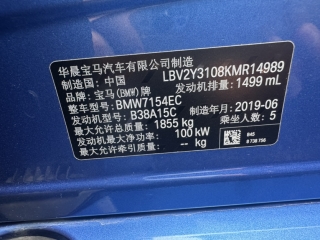 华晨宝马汽车有限公司制造
制造国：中国 LBV2Y3108KMR14989
品牌：宝马(BMW)牌 发动机排量：1499 mL
整车型号：BMW7154EC
发动机型号：B38A15C 制造年月：2019-06
最大允许总质量：1855 kg 乘坐人数：5
发动机最大净功率：100 kW
最大允许牵引质量：-- kg